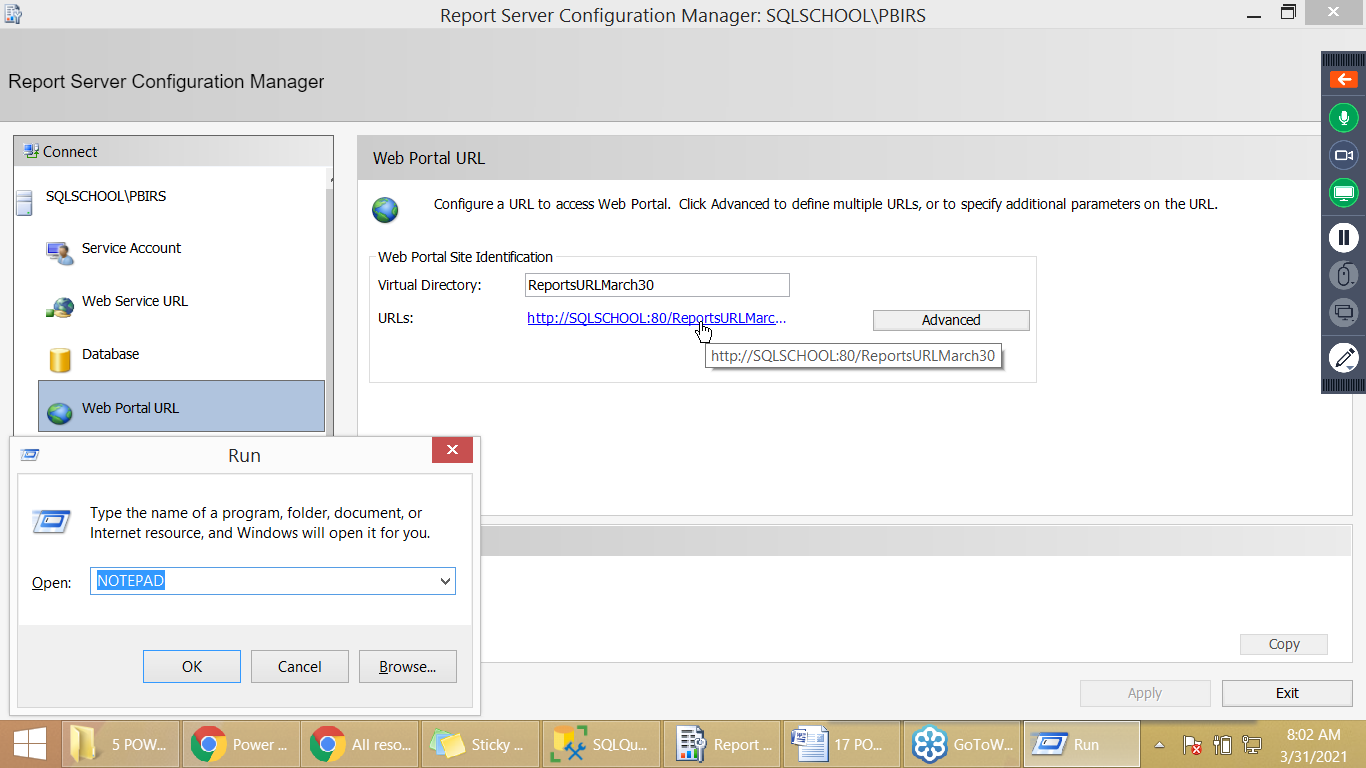 Report Server Configuration Manager: SQLSCHOOL\PBIRS
Report Server Configuration Manager
Connect
SQLSCHOOL\PBIRS
Service Account
Web Service URL
Database
Web Portal URL
Web Portal URL
Configure a URL to access Web Portal. Click Advanced to define multiple URLs, or to specify additional parameters on the URL.
Web Portal Site Identification
Virtual Directory: ReportsURLMarch30
URLs: http://SQLSCHOOL:80/ReportsURLMarc... Advanced
http://SQLSCHOOL:80/ReportsURLMarch30
Run
Type the name of a program, folder, document, or
Internet resource, and Windows will open it for you.
Open: NOTEPAD
OK Cancel Browse...
Copy
Apply Exit
5 POW... Power ... All reso... Sticky ... SQLQu... Report ... 17 PO... GoToW... Run
8:02 AM
3/31/2021